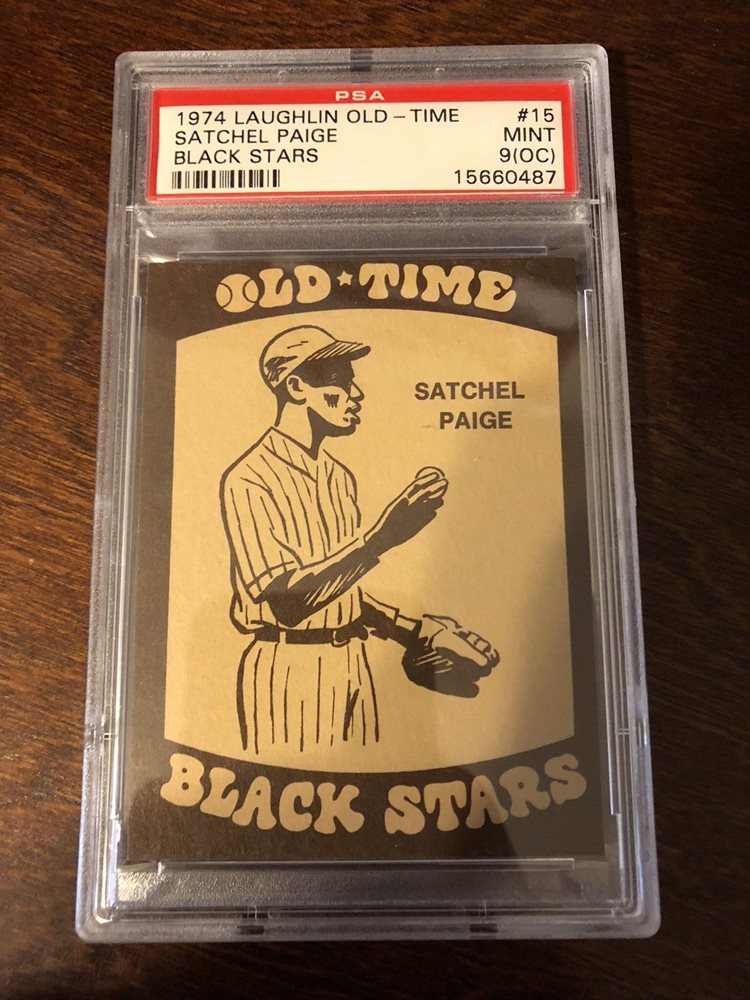 PSA
1974 LAUGHLIN OLD-TIME #15
SATCHEL PAIGE MINT
BLACK STARS 9(OC)
15660487
OLD★TIME
SATCHEL
PAIGE
BLACK STARS